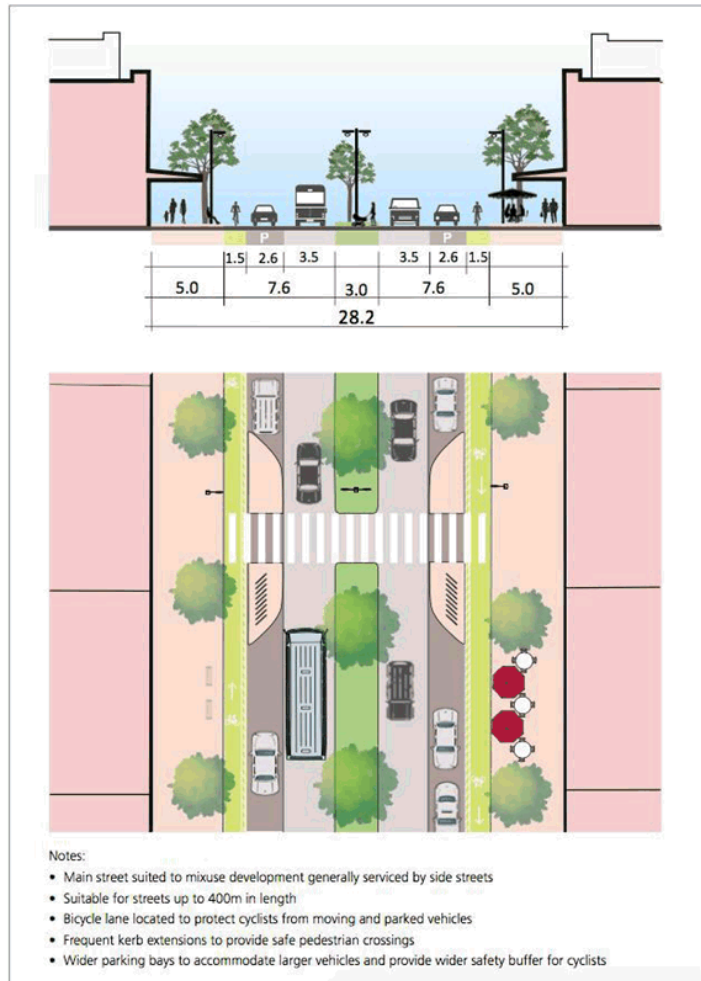 P P
1.5 2.6 3.5 3.5 2.6 1.5
5.0 7.6 3.0 7.6 5.0
28.2
Notes:
• Main street suited to mixuse development generally serviced by side streets
• Suitable for streets up to 400m in length
• Bicycle lane located to protect cyclists from moving and parked vehicles
• Frequent kerb extensions to provide safe pedestrian crossings
• Wider parking bays to accommodate larger vehicles and provide wider safety buffer for cyclists